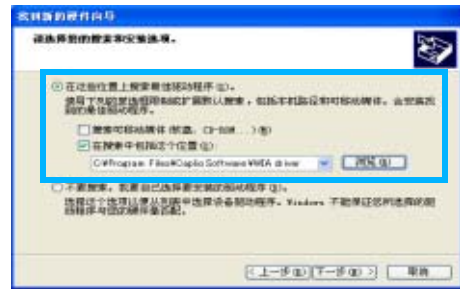 找到新的硬件向导
请选择您的搜索和安装选项。
在这些位置上搜索最佳驱动程序(S)。
使用下列的复选框限制或扩展默认搜索，包括本机路径和可移动媒体。会安装找
到的最佳驱动程序。
搜索可移动媒体(软盘、CD-ROM...)(M)
在搜索中包括这个位置(O):
C:¥Program Files¥Caplio Software¥WIA driver
浏览(R)
不要搜索。我要自己选择要安装的驱动程序(D)。
选择这个选项以便从列表中选择设备驱动程序。Windows 不能保证您所选择的驱
动程序与您的硬件最匹配。
< 上一步(B)
下一步(N) >
取消